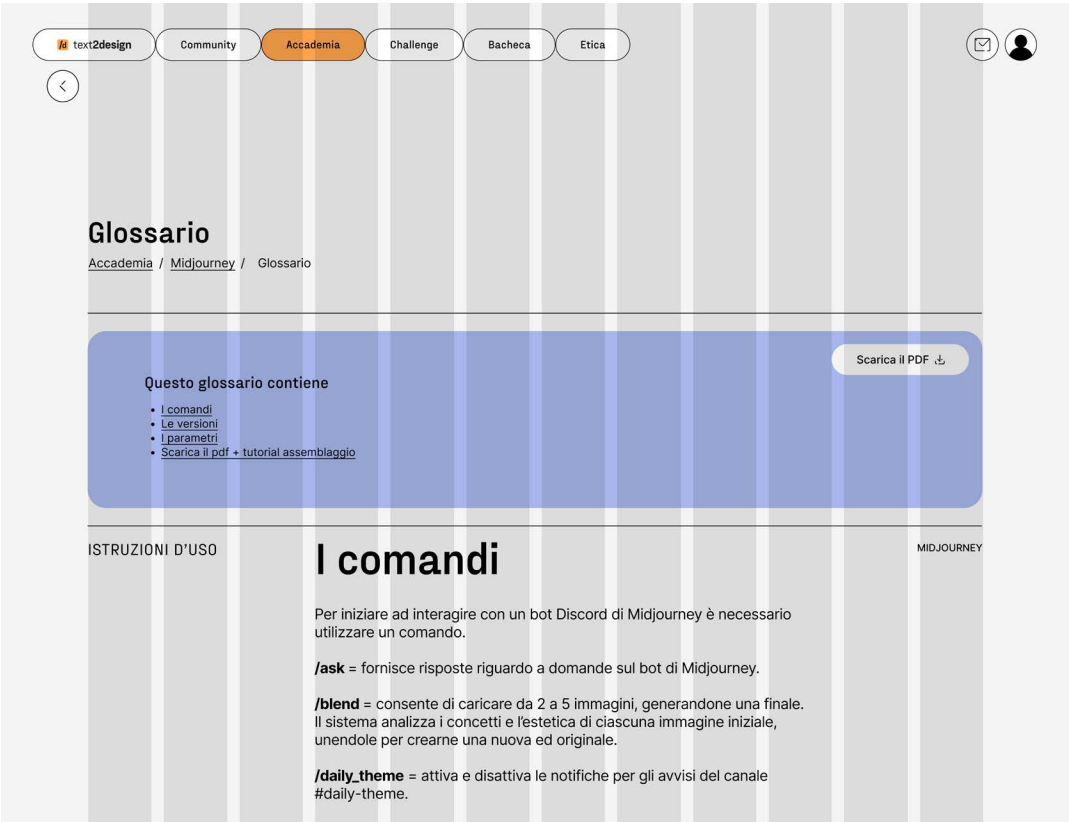 /d text2design
Community
Accademia
Challenge
Bacheca
Etica
Glossario
Accademia / Midjourney / Glossario
Scarica il PDF
Questo glossario contiene
• I comandi
• Le versioni
• I parametri
• Scarica il pdf + tutorial assemblaggio
ISTRUZIONI D’USO
I comandi
MIDJOURNEY
Per iniziare ad interagire con un bot Discord di Midjourney è necessario
utilizzare un comando.
/ask = fornisce risposte riguardo a domande sul bot di Midjourney.
/blend = consente di caricare da 2 a 5 immagini, generandone una finale.
Il sistema analizza i concetti e l’estetica di ciascuna immagine iniziale,
unendole per crearne una nuova ed originale.
/daily_theme = attiva e disattiva le notifiche per gli avvisi del canale
#daily-theme.